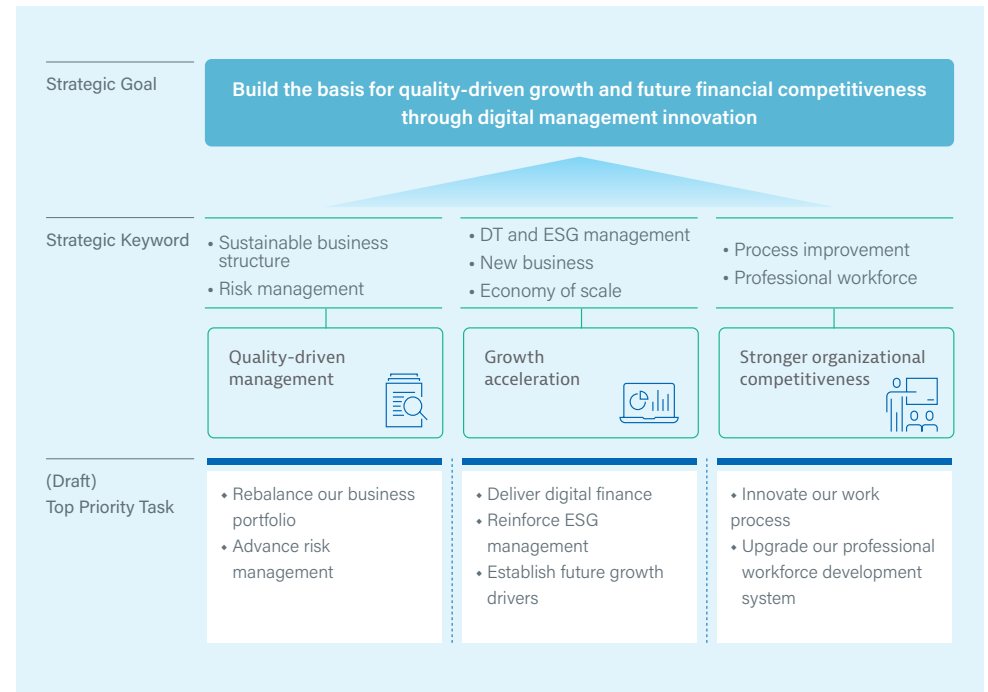 Strategic Goal
Build the basis for quality-driven growth and future financial competitiveness
through digital management innovation
Strategic Keyword
• Sustainable business
structure
• Risk management
• DT and ESG management
• New business
• Economy of scale
• Process improvement
• Professional workforce
Quality-driven
management
Growth
acceleration
Stronger organizational
competitiveness
(Draft)
Top Priority Task
• Rebalance our business
portfolio
• Advance risk
management
• Deliver digital finance
• Reinforce ESG
management
• Establish future growth
drivers
• Innovate our work
process
• Upgrade our professional
workforce development
system